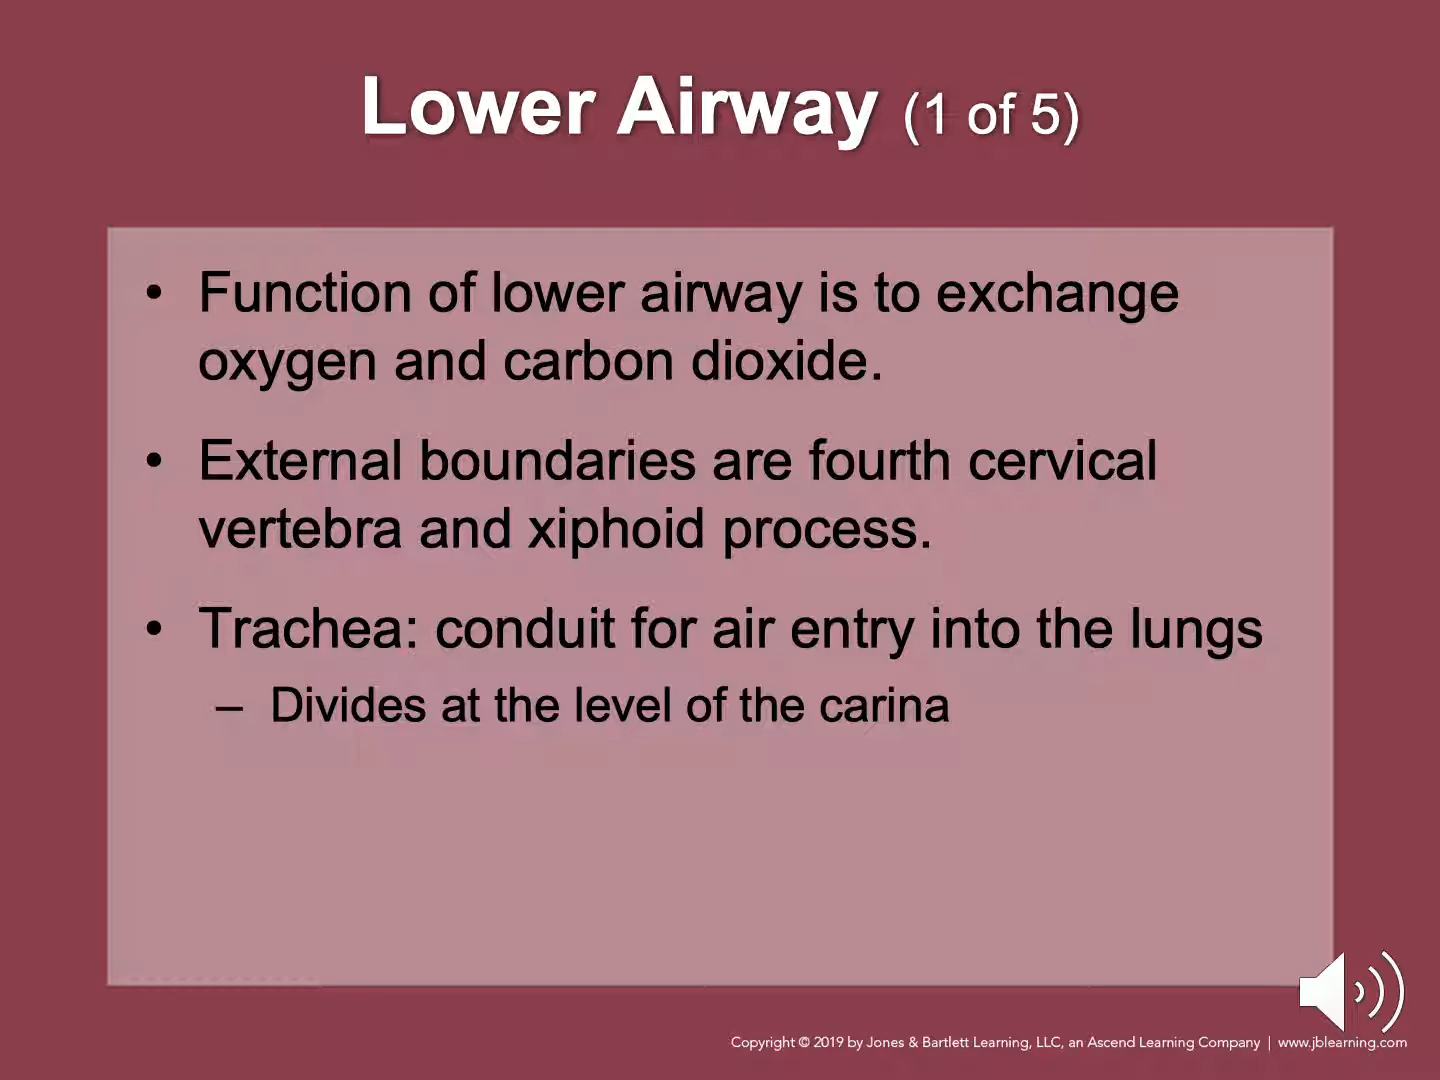 Lower Airway (1 of 5)
• Function of lower airway is to exchange
oxygen and carbon dioxide.
• External boundaries are fourth cervical
vertebra and xiphoid process.
• Trachea: conduit for air entry into the lungs
– Divides at the level of the carina
Copyright © 2019 by Jones & Bartlett Learning, LLC, an Ascend Learning Company | www.jblearning.com